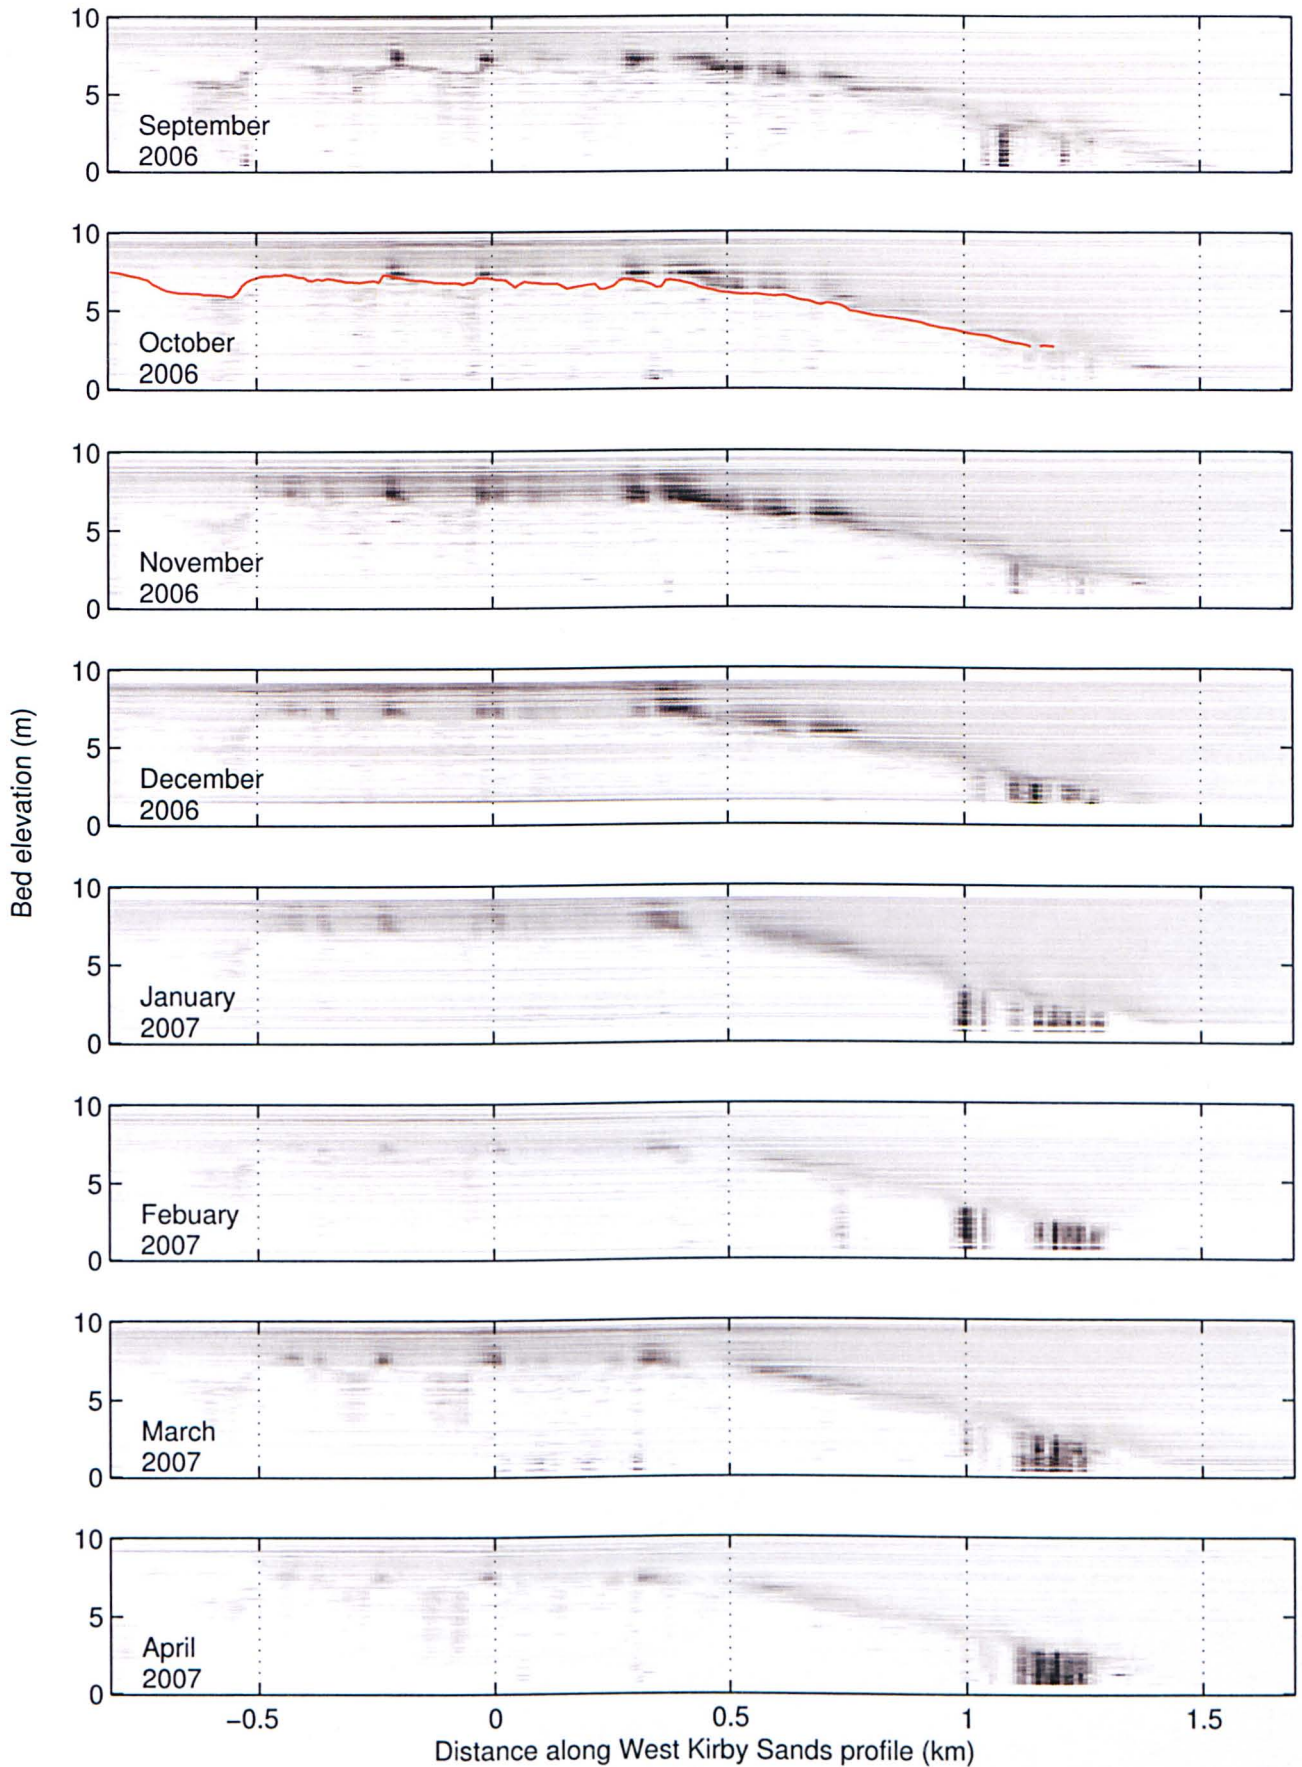 10
5
September
2006
0
10
5
October
2006
0
10
5
November
2006
0
10
5
December
2006
0
10
5
January
2007
0
10
5
Febuary
2007
0
10
5
March
2007
0
10
5
April
2007
0
Bed elevation (m)
−0.5 0 0.5 1 1.5
Distance along West Kirby Sands profile (km)